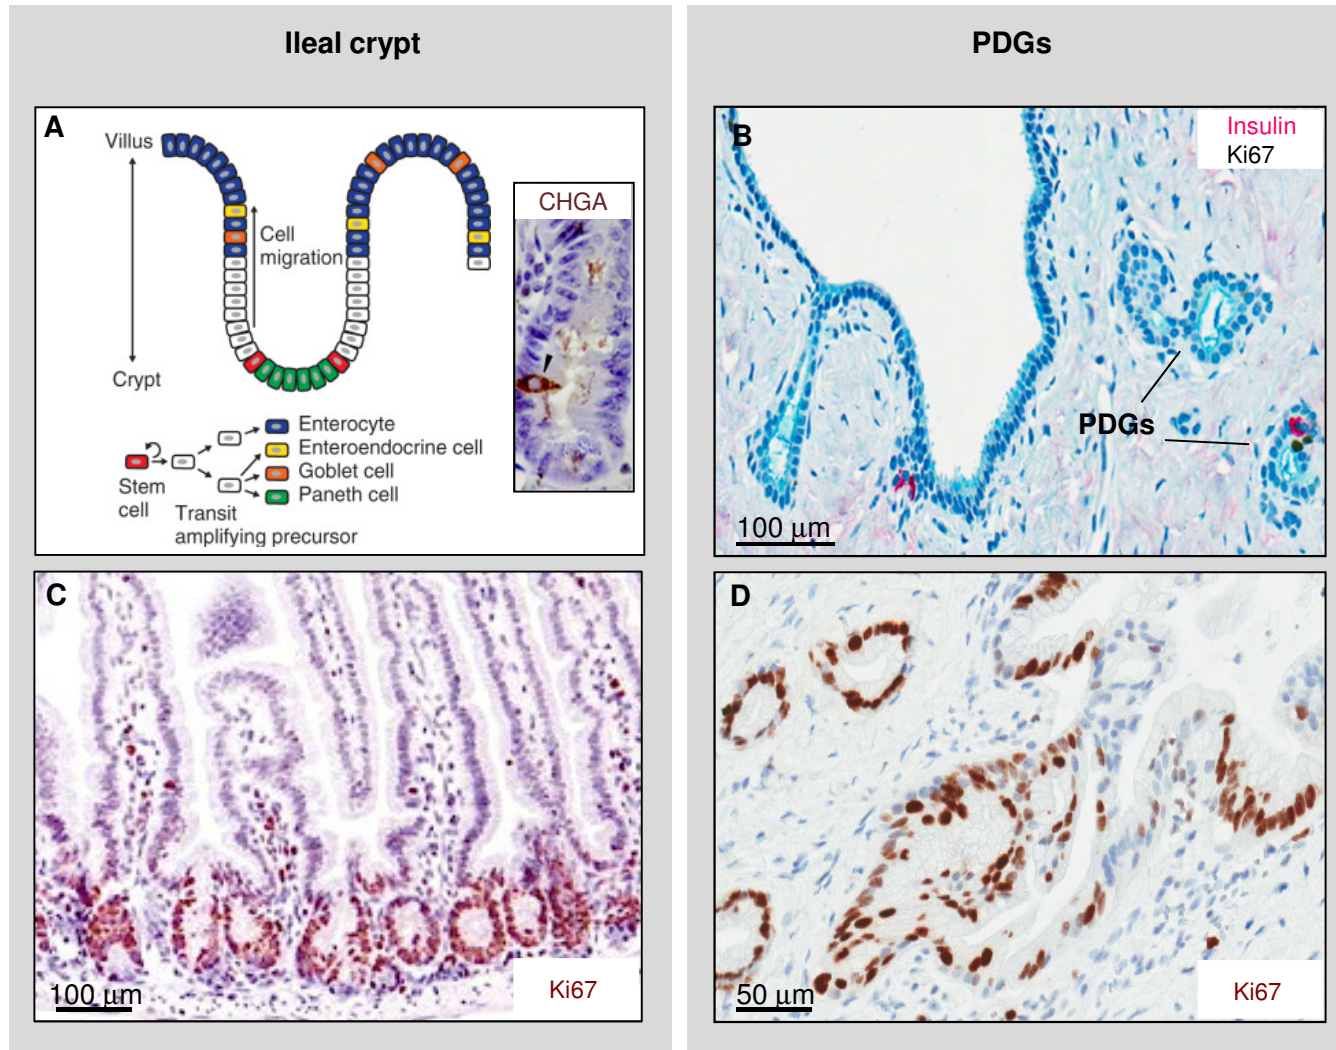 Ileal crypt
PDGs
A
Villus
Cell
migration
Crypt
Stem
cell
Transit
amplifying precursor
Enterocyte
Enteroendocrine cell
Goblet cell
Paneth cell
CHGA
B
Insulin
Ki67
PDGs
100 µm
C
100 µm
Ki67
D
50 µm
Ki67